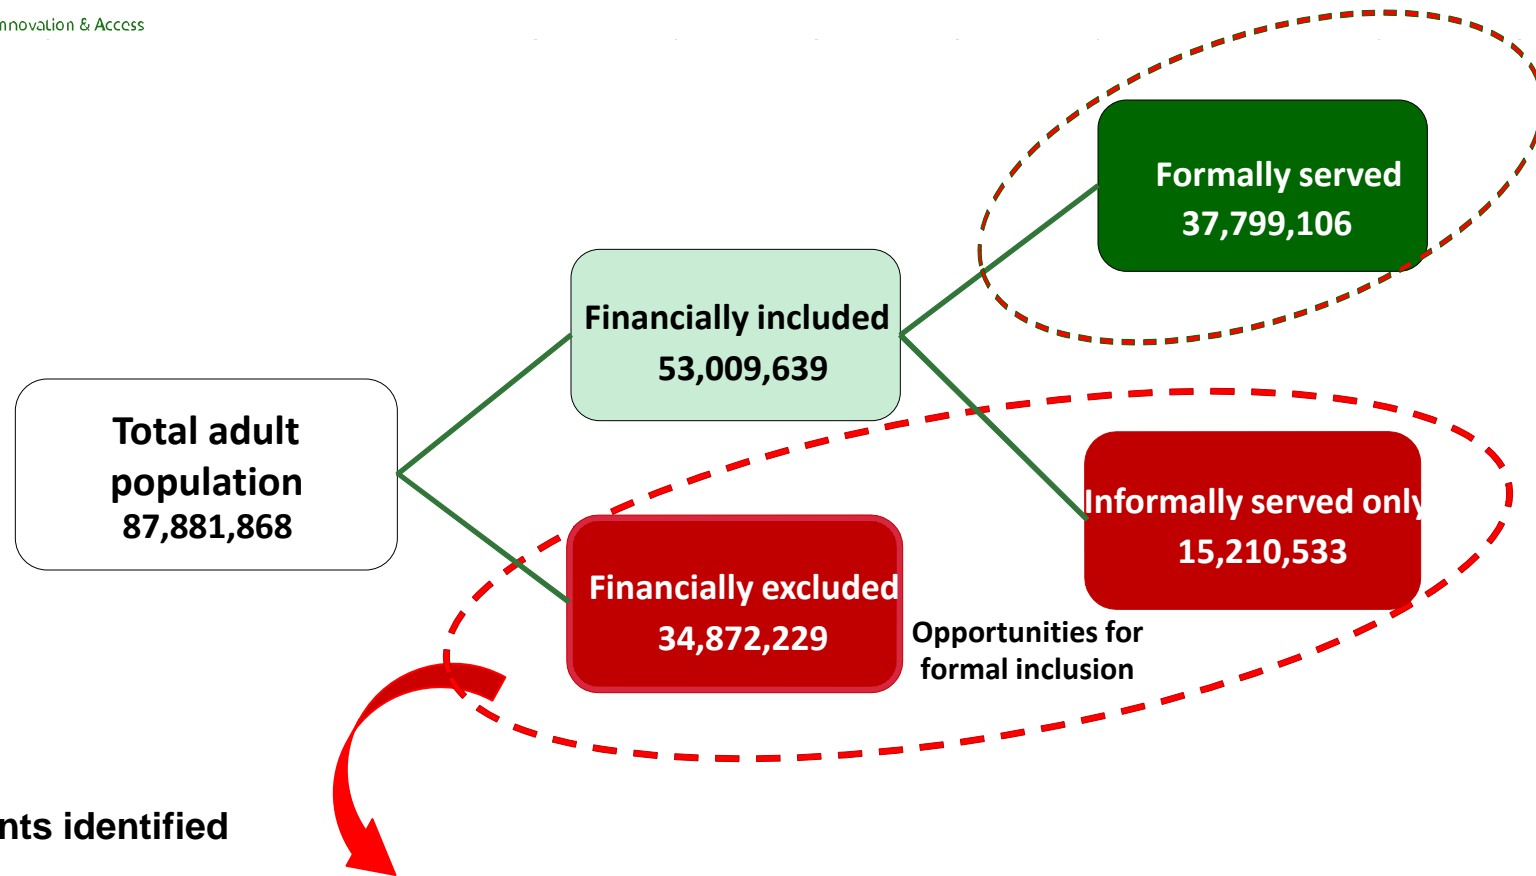 nnovation & Access
Formally served
37,799,106
Financially included
53,009,639
Total adult
population
87,881,868
Informally served only
15,210,533
Financially excluded
34,872,229
Opportunities for
formal inclusion
nts identified